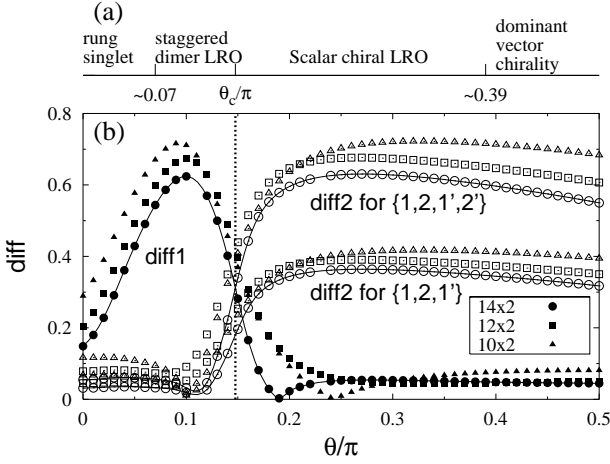 (a)
rung singlet
staggered dimer LRO
Scalar chiral LRO
dominant vector chirality
~0.07
θc/π
~0.39
(b)
0.8
0.6
0.4
0.2
0
diff
diff1
diff2 for {1,2,1',2'}
diff2 for {1,2,1'}
14x2
12x2
10x2
0
0.1
0.2
0.3
0.4
0.5
θ/π